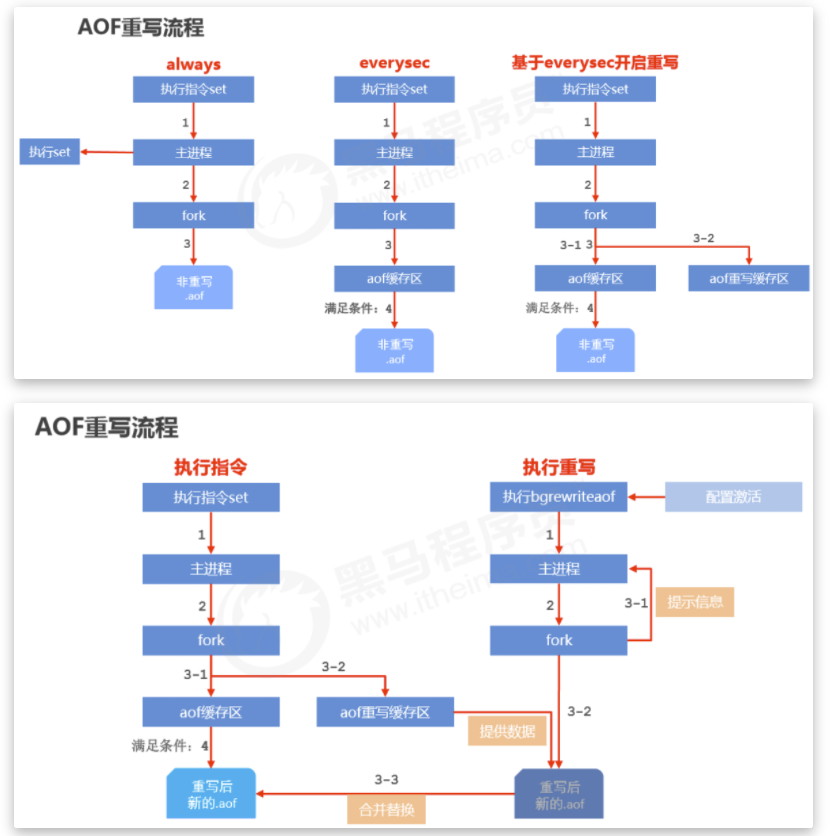 AOF重写流程
always
everysec
基于everysec开启重写
执行指令set
执行指令set
执行指令set
1
1
1
执行set
主进程
主进程
主进程
2
2
2
fork
fork
fork
3
3
3-1
3
3-2
非重写
.aof
aof缓存区
aof缓存区
aof重写缓存区
满足条件：4
满足条件：4
非重写
.aof
非重写
.aof
黑马程序员
www.itheima.com
AOF重写流程
执行指令
执行重写
执行指令set
执行bgrewriteaof
配置激活
1
1
主进程
主进程
2
2
3-1
提示信息
fork
fork
3-1
3-2
aof缓存区
aof重写缓存区
3-2
提供数据
满足条件：4
重写后
新的.aof
3-3
合并替换
重写后
新的.aof
黑马程序员
www.itheima.com